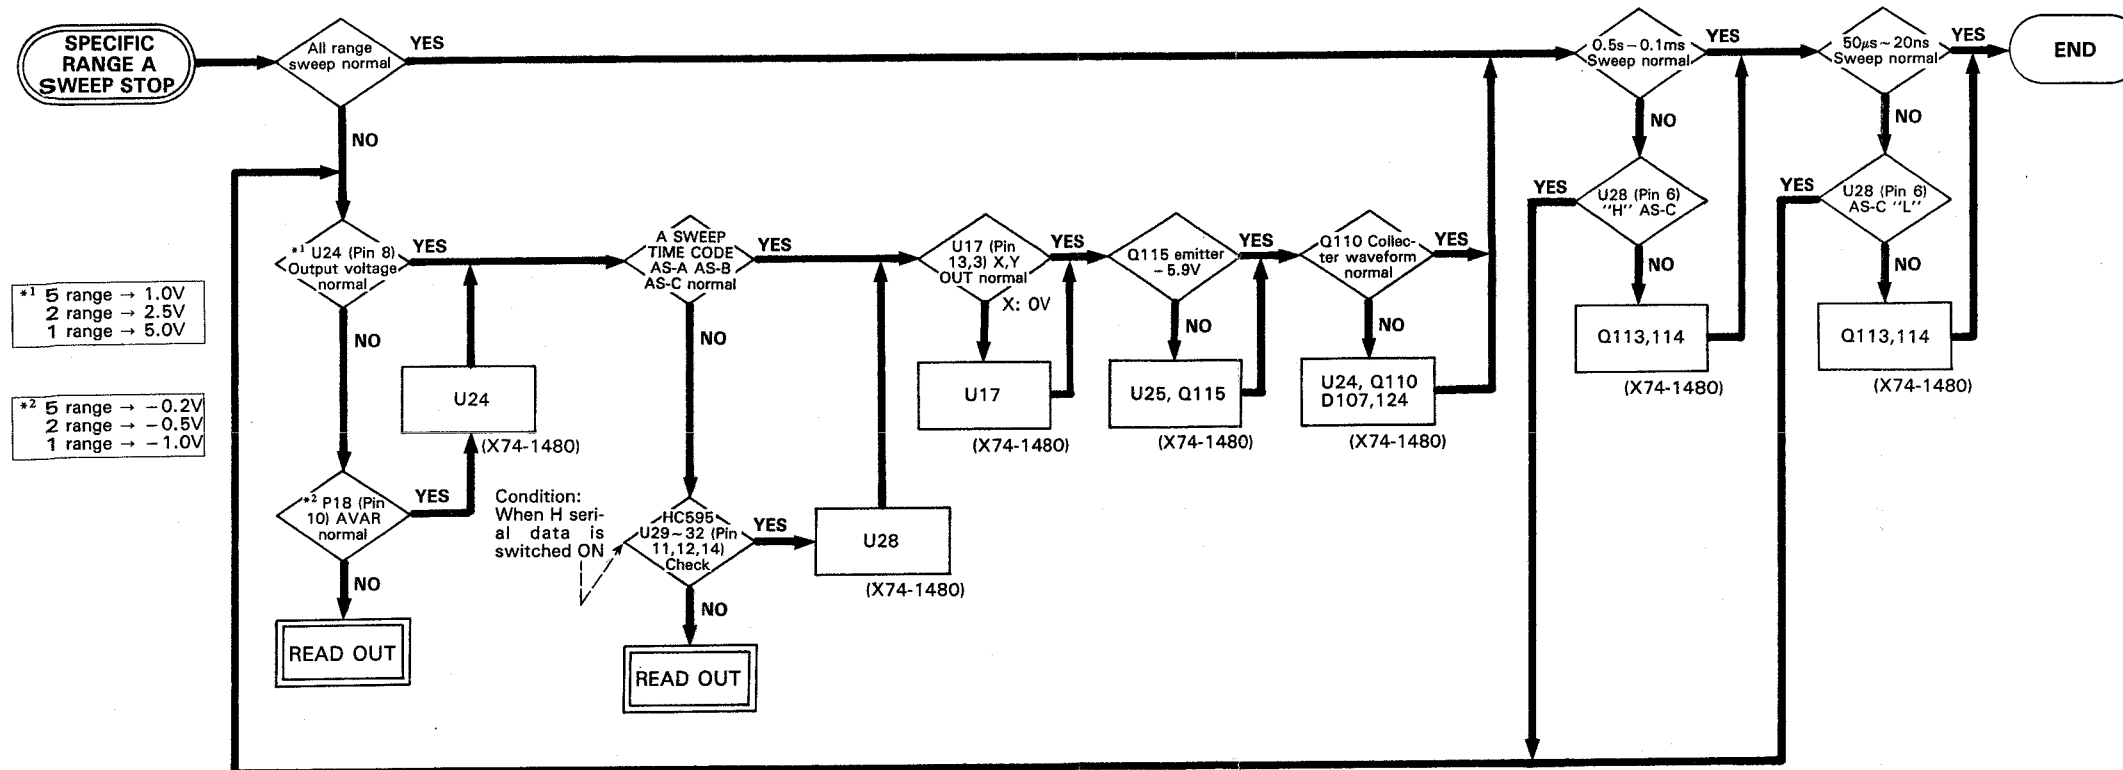 SPECIFIC
RANGE A
SWEEP STOP
All range
sweep normal
YES
NO
0.5s–0.1ms
Sweep normal
YES
NO
50µs~20ns
Sweep normal
YES
NO
END
*1 U24 (Pin 8)
Output voltage
normal
YES
NO
A SWEEP
TIME CODE
AS-A AS-B
AS-C normal
YES
NO
U17 (Pin
13,3) X,Y
OUT normal
YES
X: 0V
Q115 emitter
–5.9V
YES
NO
Q110 Collec-
ter waveform
normal
YES
NO
YES
U28 (Pin 6)
"H" AS-C
NO
YES
U28 (Pin 6)
AS-C "L"
NO
*1 5 range → 1.0V
2 range → 2.5V
1 range → 5.0V
*2 5 range → –0.2V
2 range → –0.5V
1 range → –1.0V
U24
(X74-1480)
U17
(X74-1480)
U25, Q115
(X74-1480)
U24, Q110
D107,124
(X74-1480)
Q113,114
(X74-1480)
Q113,114
(X74-1480)
*2 P18 (Pin
10) AVAR
normal
YES
NO
Condition:
When H seri-
al data is
switched ON
HC595
U29~32 (Pin
11,12,14)
Check
YES
NO
U28
(X74-1480)
READ OUT
READ OUT